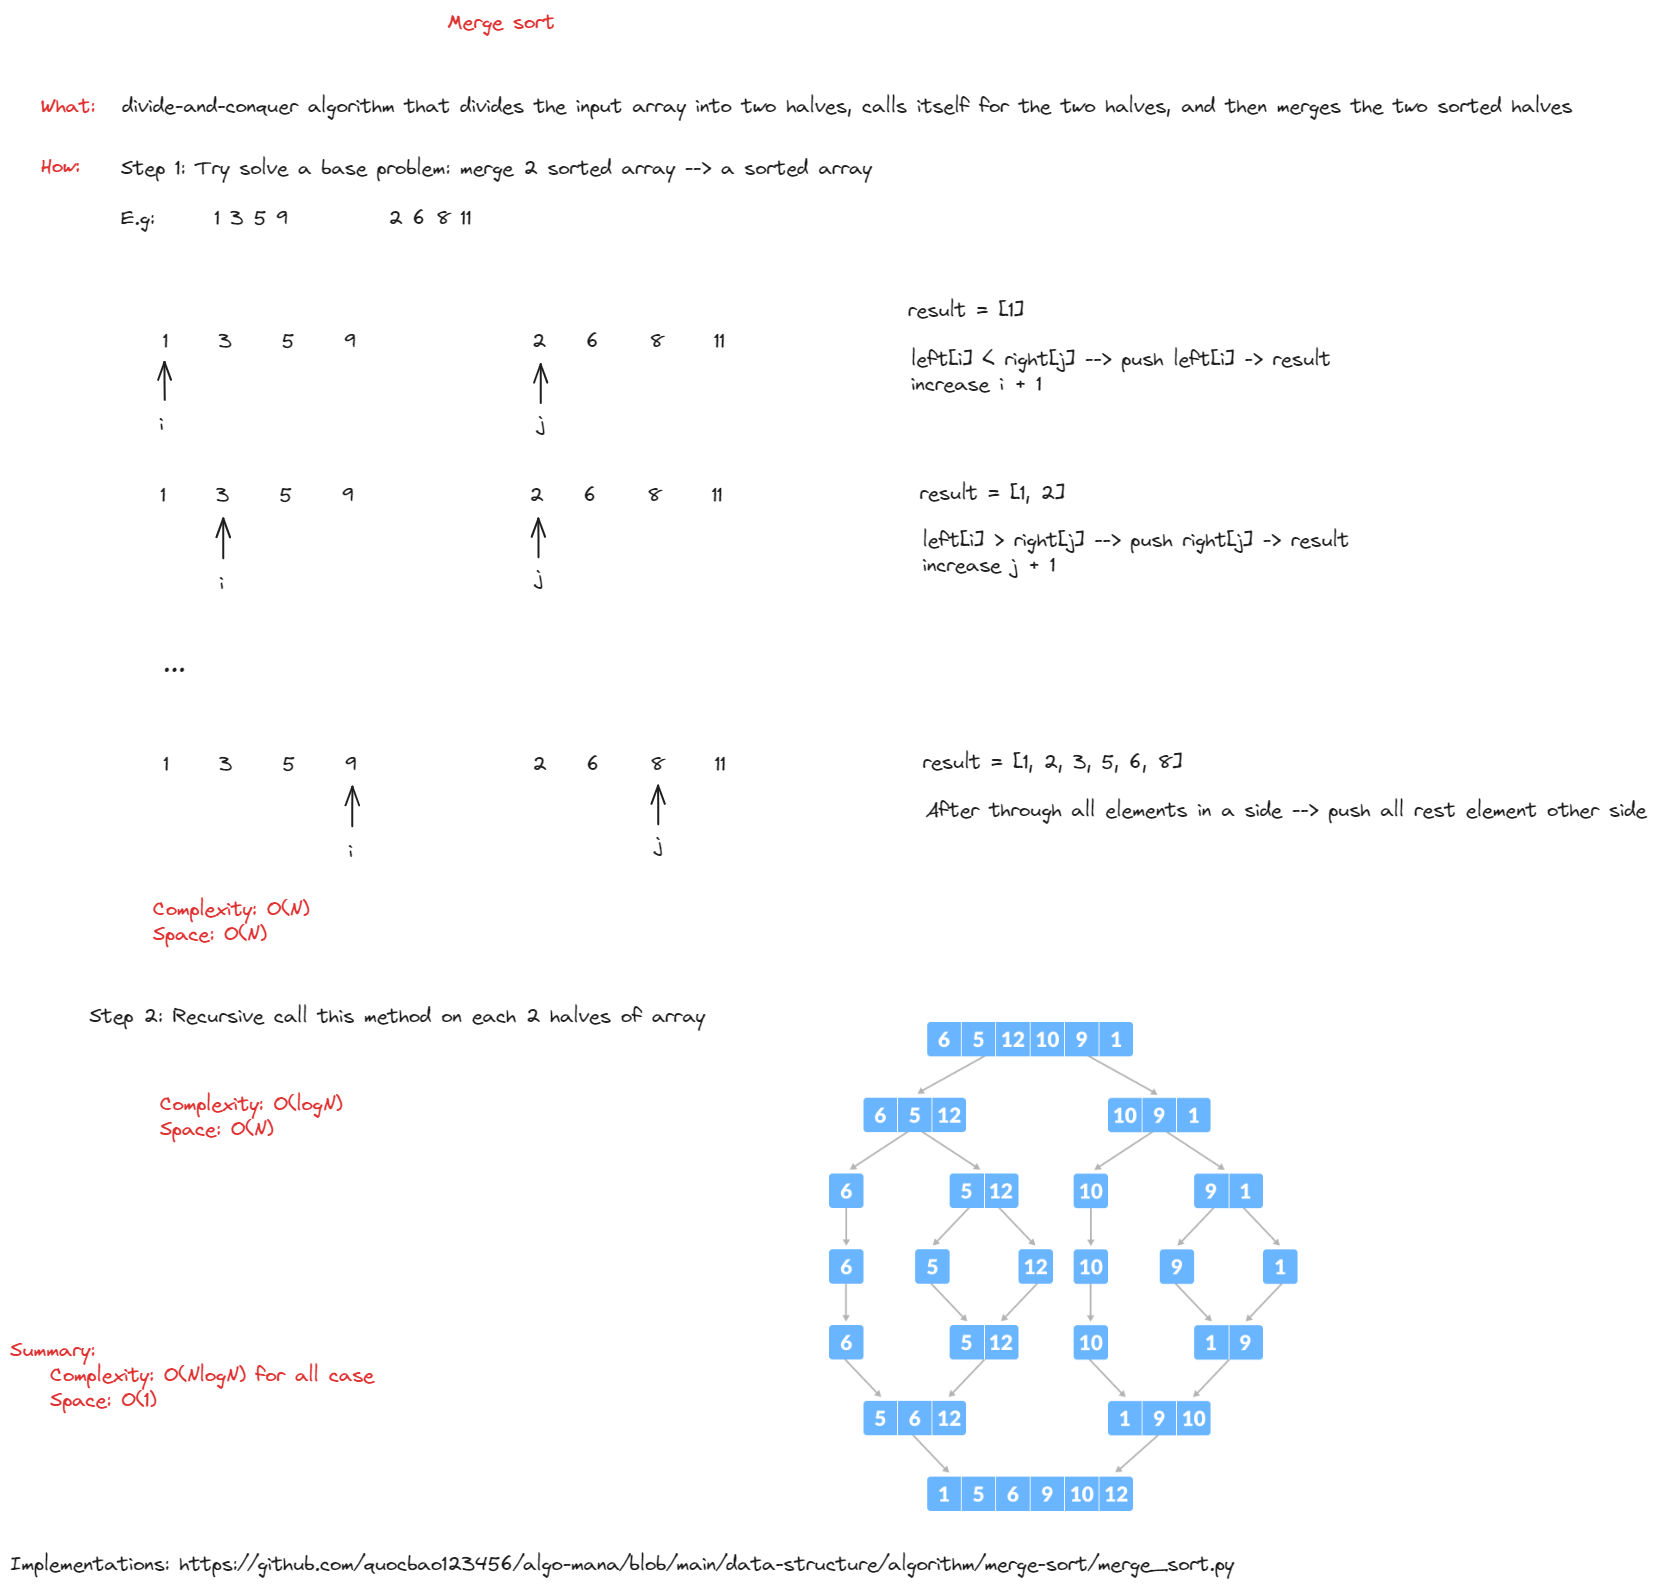 Merge sort
What: divide-and-conquer algorithm that divides the input array into two halves, calls itself for the two halves, and then merges the two sorted halves
How: Step 1: Try solve a base problem: merge 2 sorted array --> a sorted array
E.g: 1 3 5 9 2 6 8 11
result = [1]
1 3 5 9 2 6 8 11
left[i] < right[j] --> push left[i] -> result
increase i + 1
i j
1 3 5 9 2 6 8 11
result = [1, 2]
left[i] > right[j] --> push right[j] -> result
increase j + 1
i j
...
1 3 5 9 2 6 8 11
result = [1, 2, 3, 5, 6, 8]
After through all elements in a side --> push all rest element other side
i j
Complexity: O(N)
Space: O(N)
Step 2: Recursive call this method on each 2 halves of array
Complexity: O(logN)
Space: O(N)
6 5 12 10 9 1
6 5 12 10 9 1
6 5 12 10 9 1
6 5 12 10 9 1
6 5 12 10 1 9
5 6 12 1 9 10
1 5 6 9 10 12
Summary:
Complexity: O(NlogN) for all case
Space: O(1)
Implementations: https://github.com/quocbao123456/algo-mana/blob/main/data-structure/algorithm/merge-sort/merge_sort.py